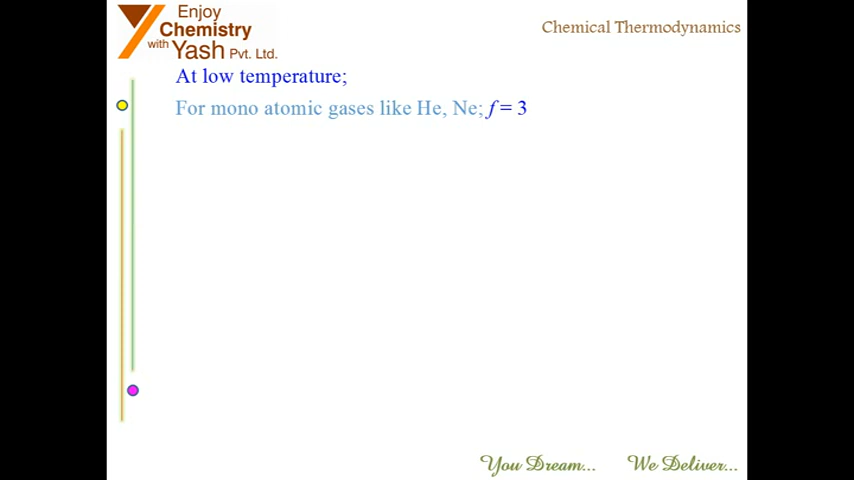 Enjoy
Chemistry
with Yash Pvt. Ltd.
Chemical Thermodynamics
At low temperature;
For mono atomic gases like He, Ne; f = 3
You Dream... We Deliver...